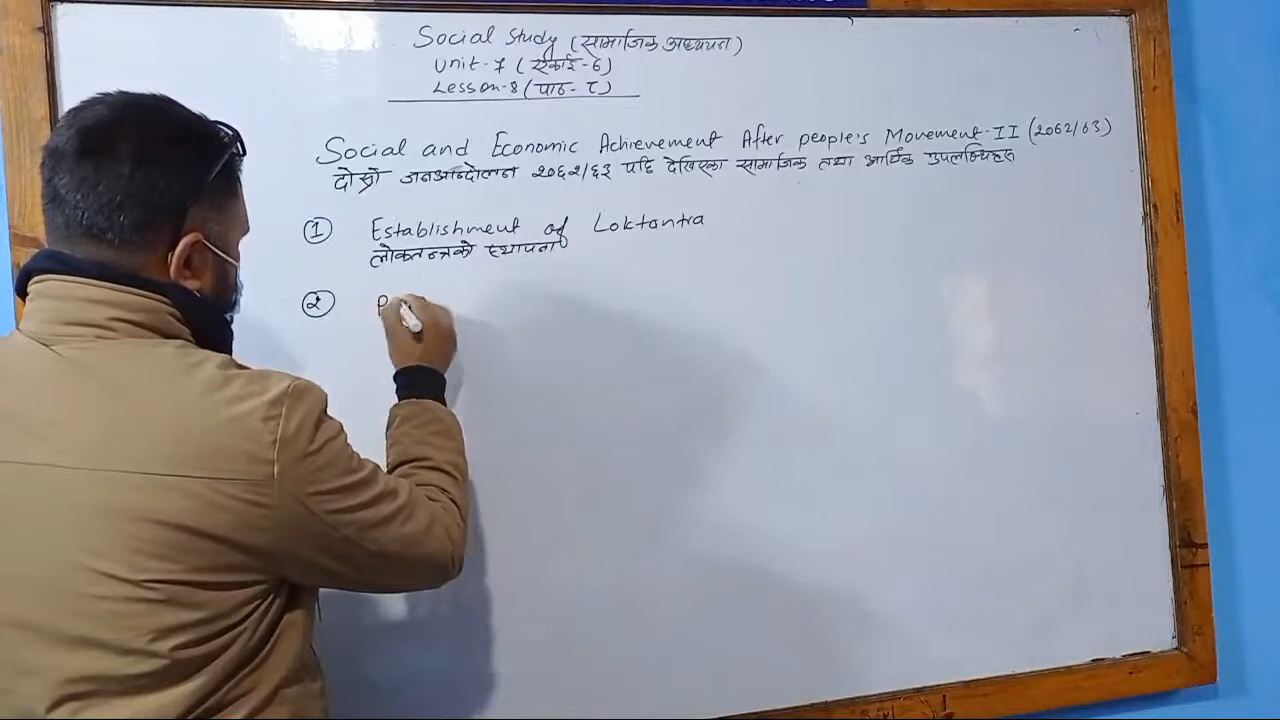 Social Study (सामाजिक अध्ययन)
Unit-7 (एकाई-६)
Lesson-8 (पाठ-८)
Social and Economic Achievement After people's Movement-II (2062/63)
दोस्रो जनआन्दोलन २०६२/६३ पछि देखिएका सामाजिक तथा आर्थिक उपलब्धिहरु
① Establishment of Loktantra
लोकतन्त्रको स्थापना
②